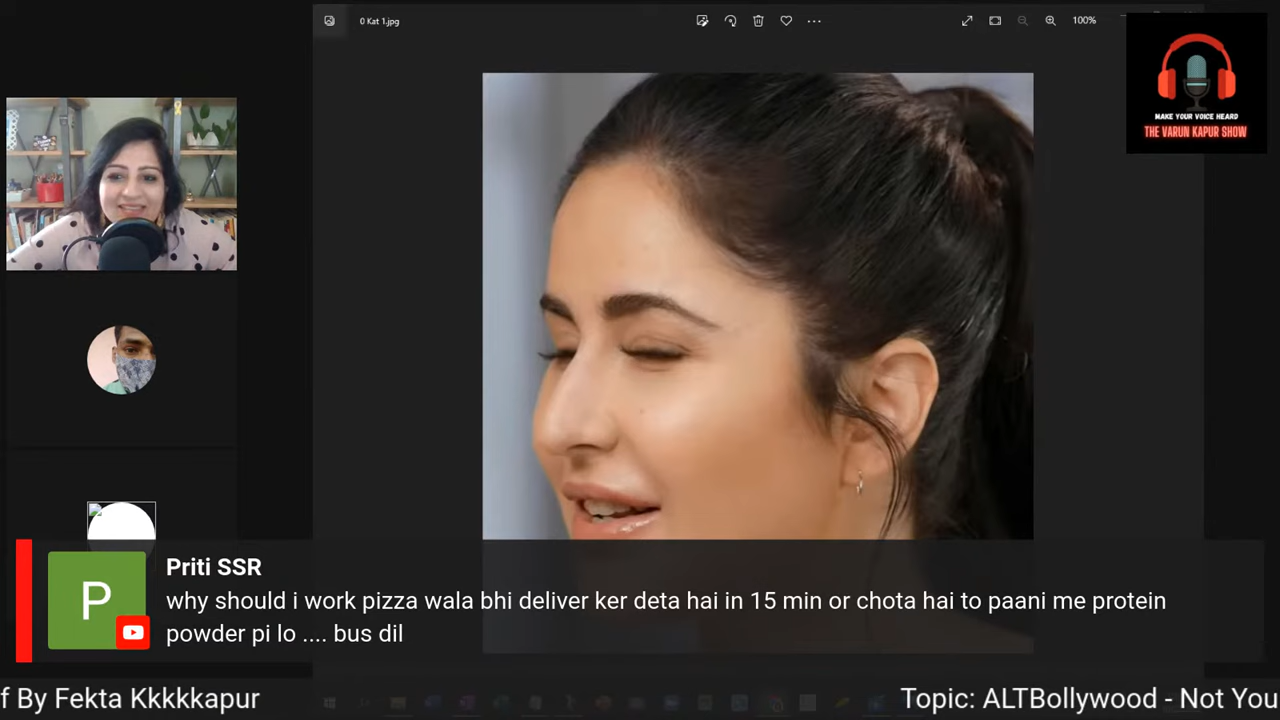 0 Kat 1.jpg
100%
MAKE YOUR VOICE HEARD
THE VARUN KAPUR SHOW
P
Priti SSR
why should i work pizza wala bhi deliver ker deta hai in 15 min or chota hai to paani me protein
powder pi lo .... bus dil
f By Fekta Kkkkkapur
Topic: ALTBollywood - Not You